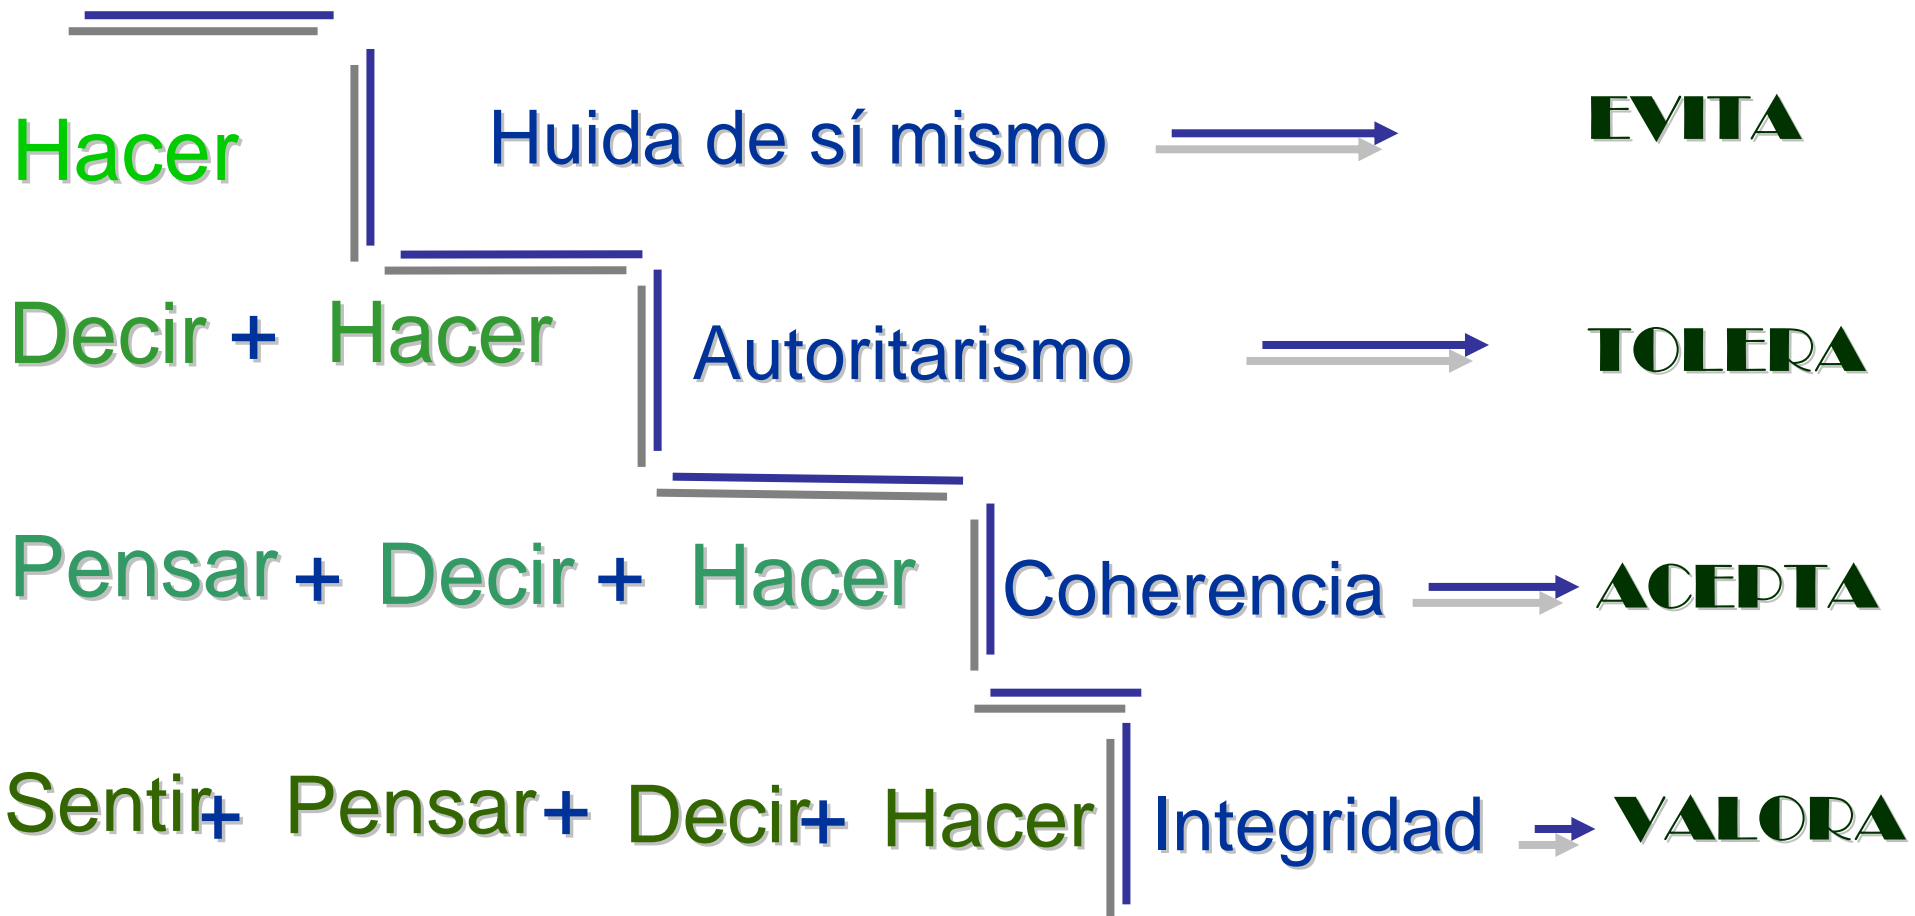 Hacer Huida de sí mismo EVITA
Decir + Hacer Autoritarismo TOLERA
Pensar + Decir + Hacer Coherencia ACEPTA
Sentir + Pensar + Decir + Hacer Integridad VALORA